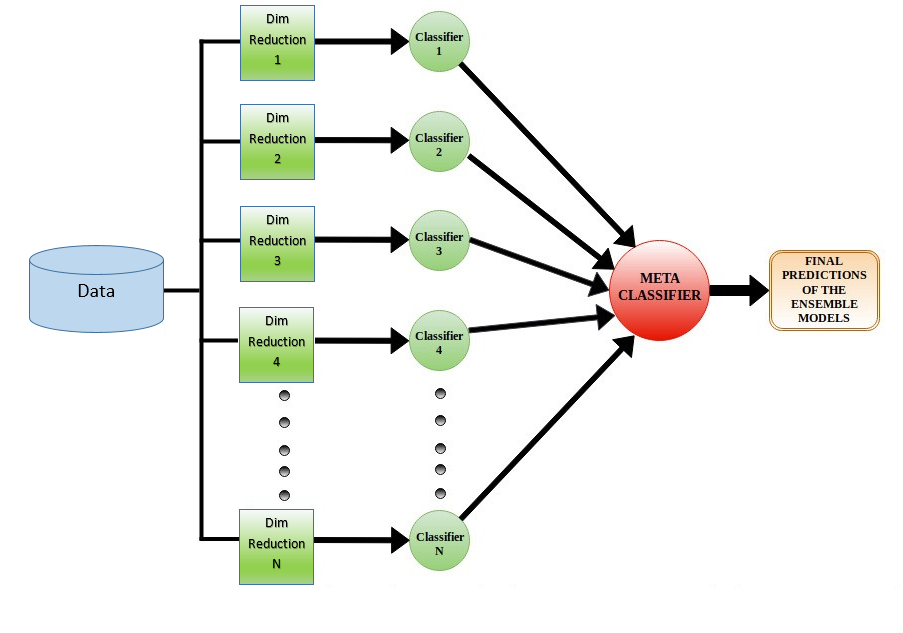 Dim
Reduction
1
Classifier
1
Dim
Reduction
2
Classifier
2
Dim
Reduction
3
Classifier
3
Data
META
CLASSIFIER
FINAL
PREDICTIONS
OF THE
ENSEMBLE
MODELS
Dim
Reduction
4
Classifier
4
Dim
Reduction
N
Classifier
N